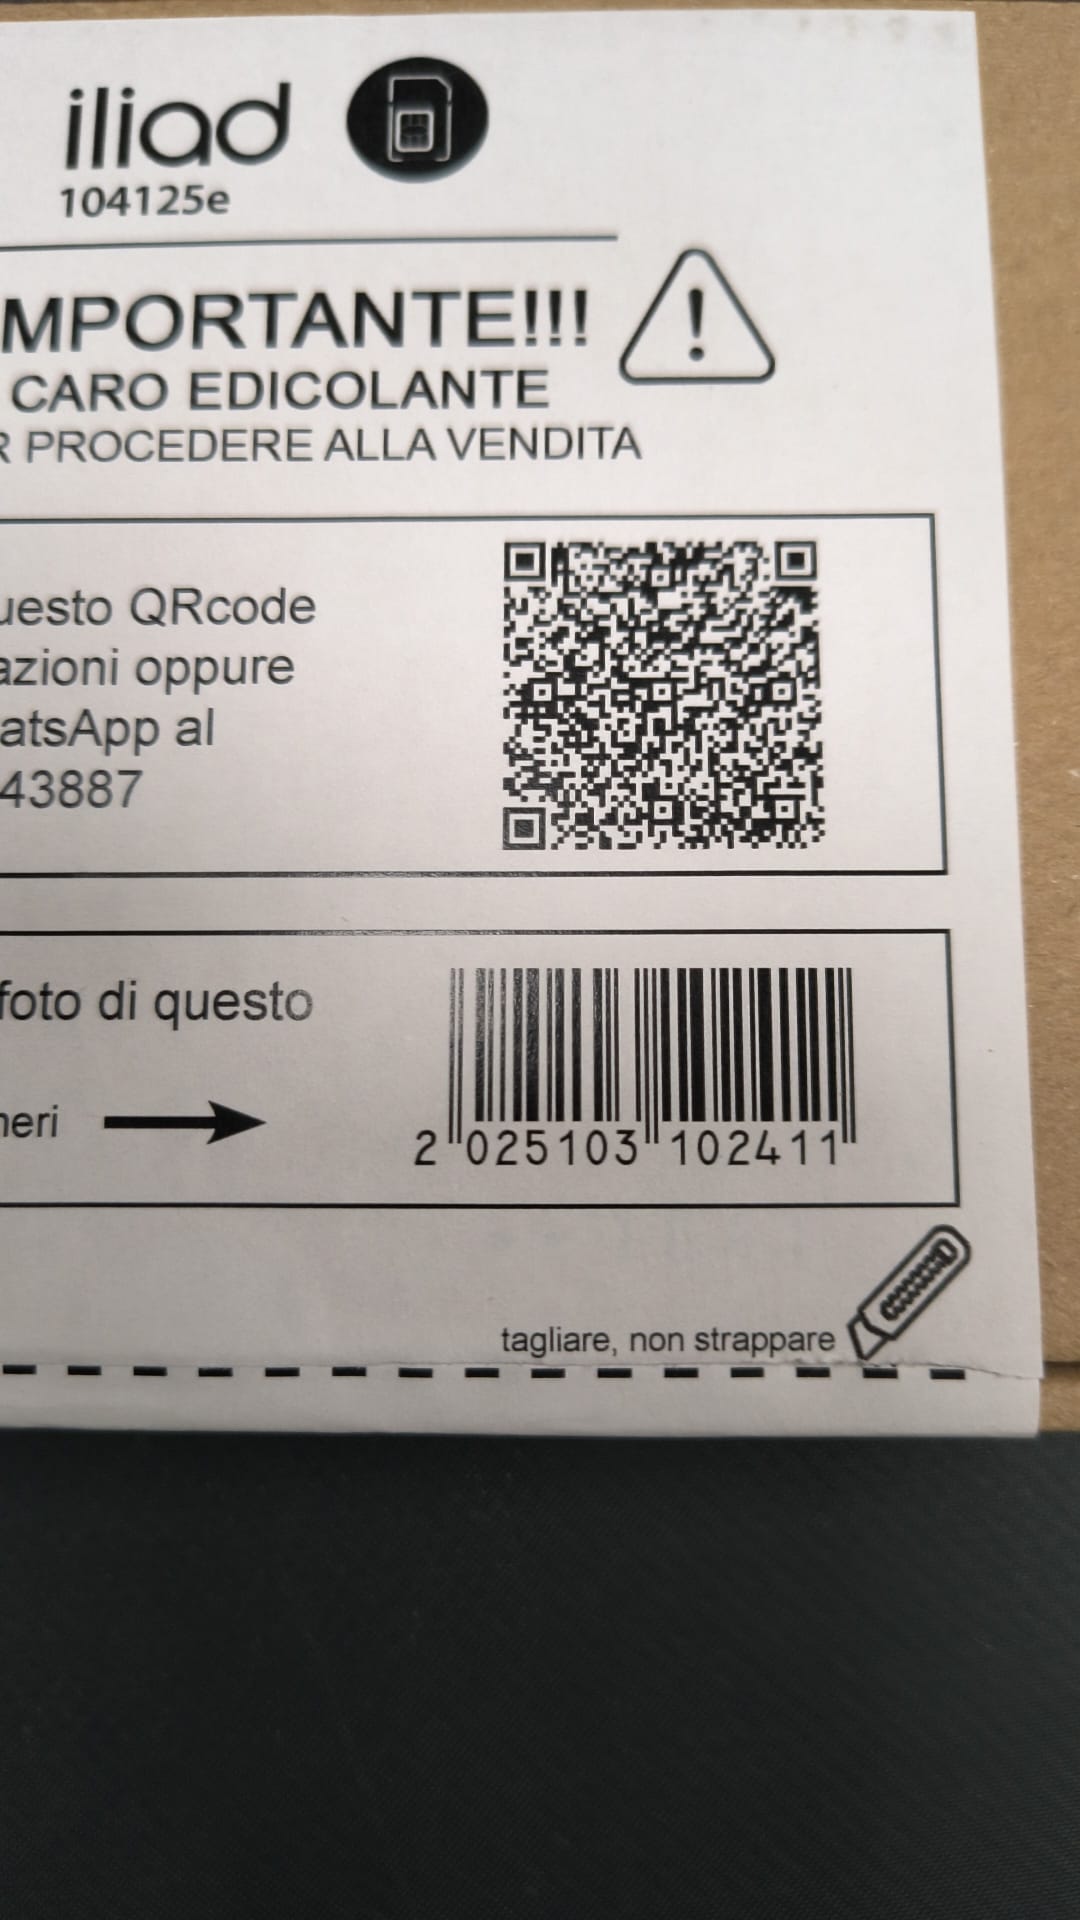 iliad
104125e
MPORTANTE!!!
CARO EDICOLANTE
R PROCEDERE ALLA VENDITA
uesto QRcode
azioni oppure
atsApp al
43887
foto di questo
neri
2 025103 102411
tagliare, non strappare